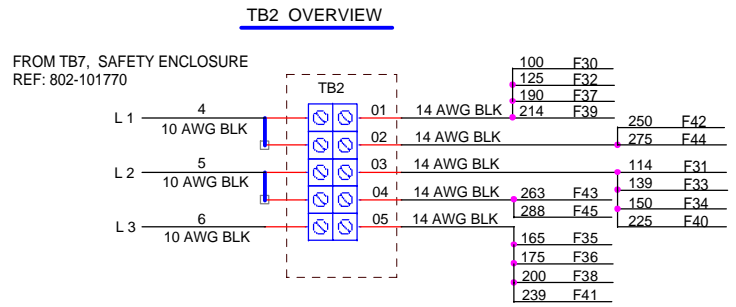 TB2 OVERVIEW
FROM TB7, SAFETY ENCLOSURE
REF: 802-101770
TB2
L 1
4
10 AWG BLK
L 2
5
10 AWG BLK
L 3
6
10 AWG BLK
01 14 AWG BLK
02 14 AWG BLK
03 14 AWG BLK
04 14 AWG BLK
05 14 AWG BLK
100 F30
125 F32
190 F37
214 F39
250 F42
275 F44
114 F31
139 F33
150 F34
225 F40
263 F43
288 F45
165 F35
175 F36
200 F38
239 F41